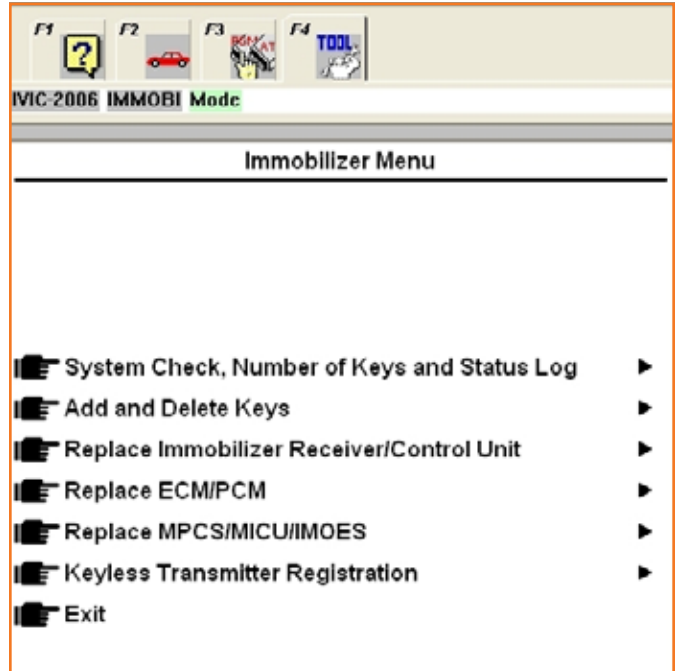 F1 F2 F3 F4
? TOOL
IVIC-2006 IMMOBI Mode
Immobilizer Menu
System Check, Number of Keys and Status Log
Add and Delete Keys
Replace Immobilizer Receiver/Control Unit
Replace ECM/PCM
Replace MPCS/MICU/IMOES
Keyless Transmitter Registration
Exit